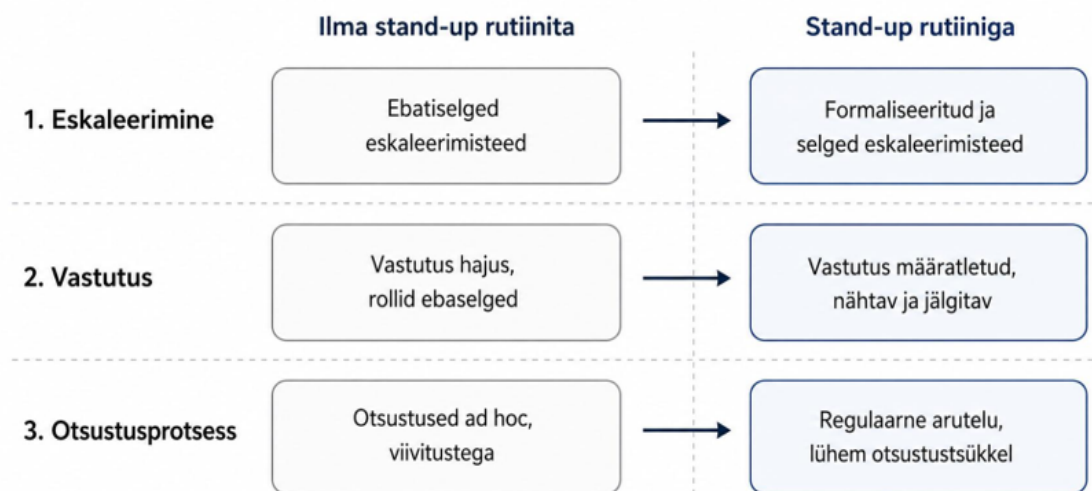 Ilma stand-up rutiinita
Stand-up rutiiniga
1. Eskaleerimine
Ebatiselged
eskaleerimisteed
Formaliseeritud ja
selged eskaleerimisteed
2. Vastutus
Vastutus hajus,
rollid ebaselged
Vastutus määratletud,
nähtav ja jälgitav
3. Otsustusprotsess
Otsustused ad hoc,
viivitustega
Regulaarne arutelu,
lühem otsustustsükkel